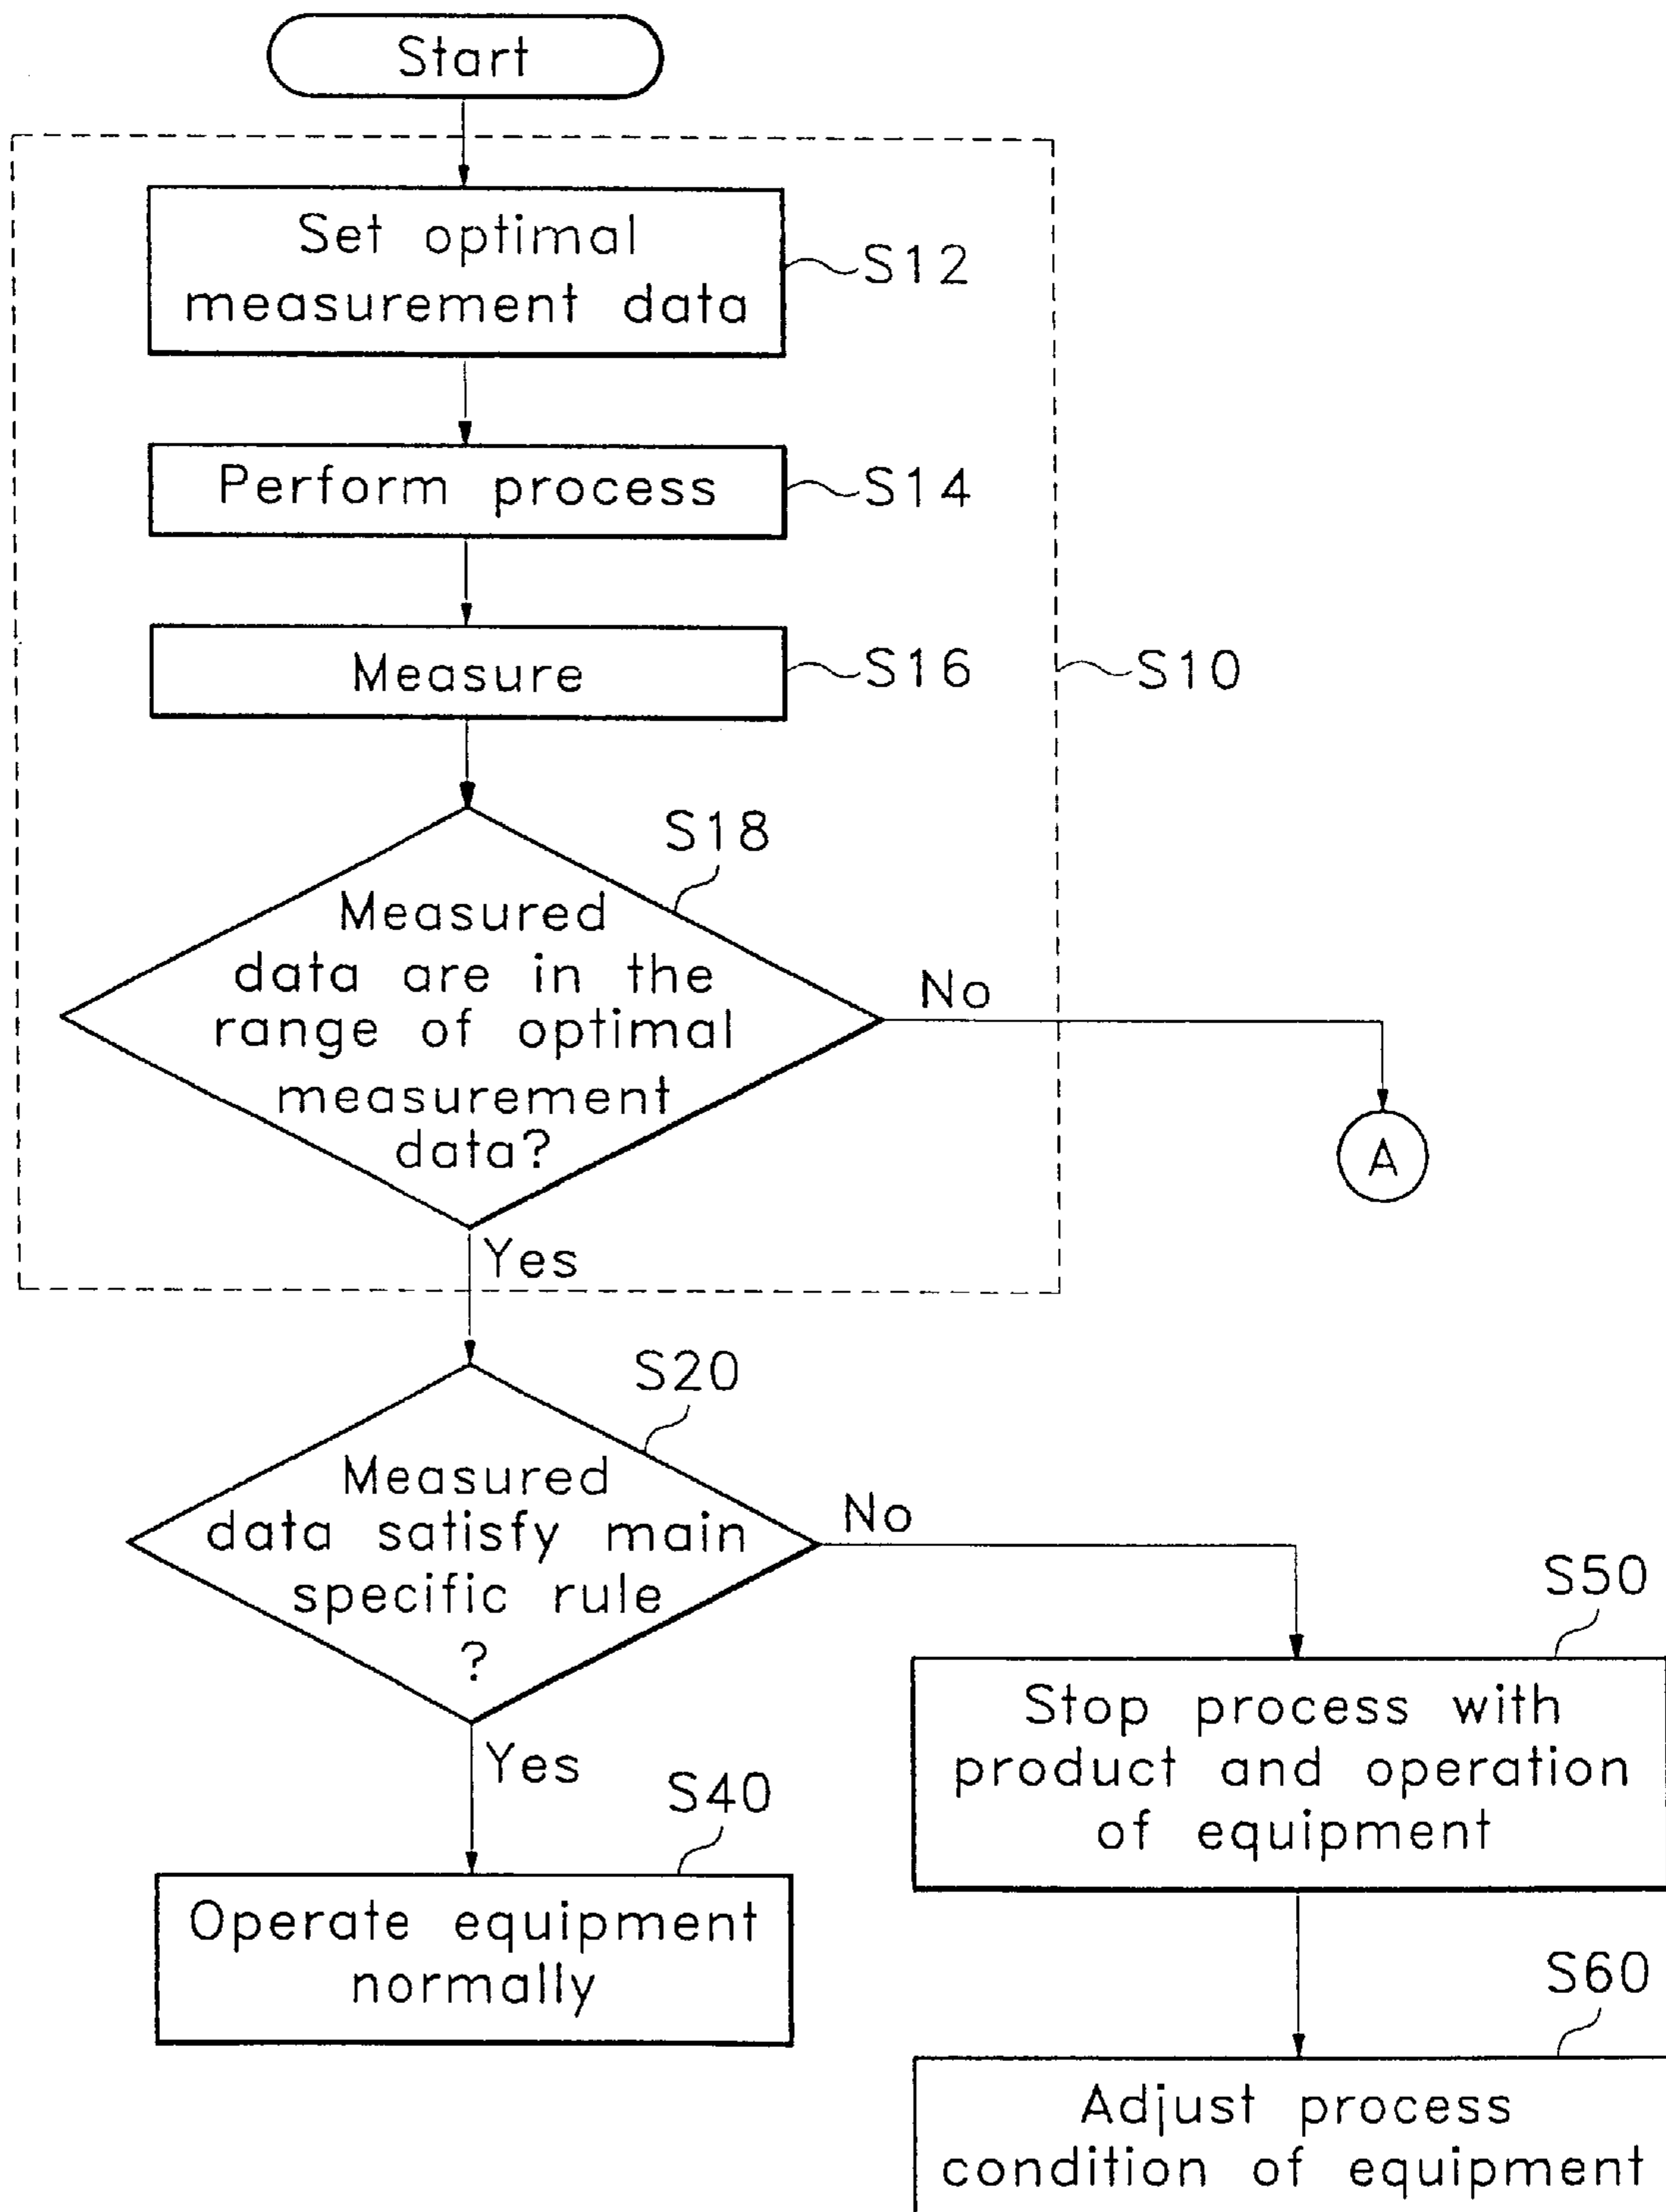 Start
Set optimal
measurement data
S12
Perform process
S14
Measure
S16
S10
S18
Measured
data are in the
range of optimal
measurement
data?
No
A
Yes
S20
Measured
data satisfy main
specific rule
?
No
Yes
S50
Stop process with
product and operation
of equipment
S40
Operate equipment
normally
S60
Adjust process
condition of equipment